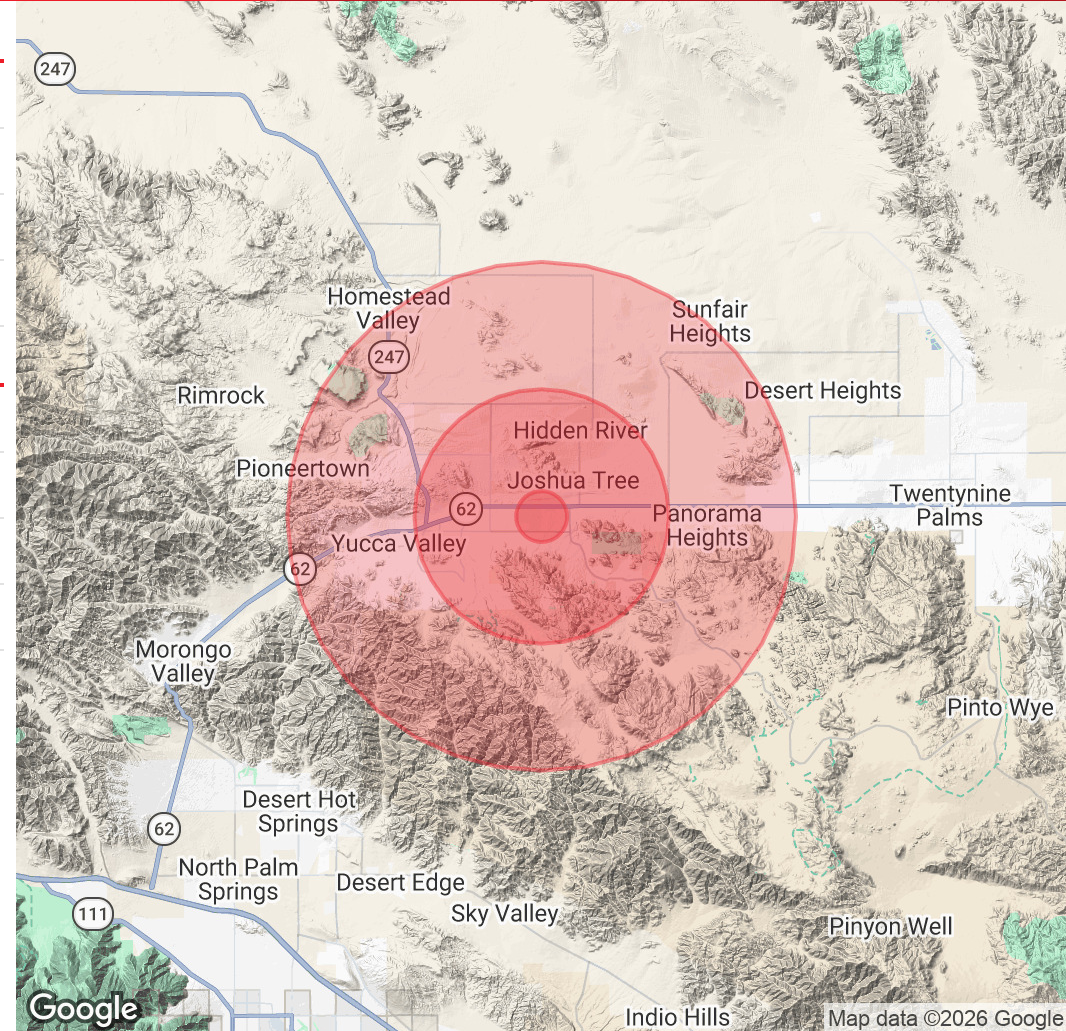 247
Homestead
Valley
Sunfair
Heights
247
Rimrock
Desert Heights
Hidden River
Pioneertown
Joshua Tree
62
Twentynine
Palms
Panorama
Heights
Yucca Valley
62
Morongo
Valley
Pinto Wye
Desert Hot
Springs
62
North Palm
Springs
Desert Edge
111
Sky Valley
Pinyon Well
Google
Indio Hills
Map data ©2026 Google